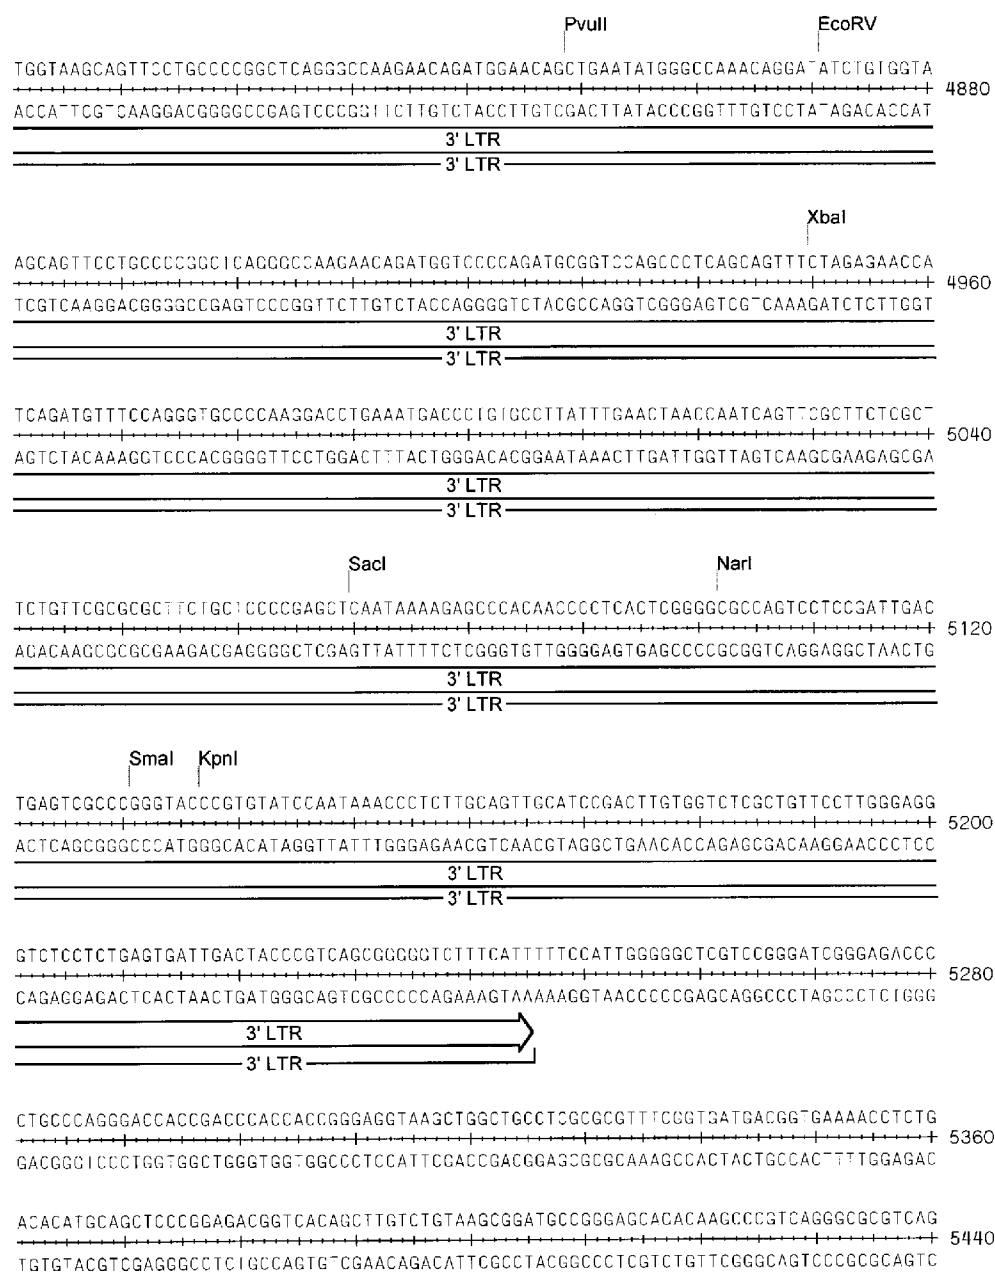 PvuII EcoRV
TGGTAAGCAGTTCCTGCCCCGGCTCAGGGCCAAGAACAGATGGAACAGCTGAATATGGGCCAAACAGGATATCTGTGGTA
4880
ACCATTCGTCAAGGACGGGGCCGAGTCCCGGTTCTTGTCTACCTTGTCGACTTATACCCGGTTTGTCCTATAGACACCAT
3' LTR
3' LTR
XbaI
AGCAGTTCCTGCCCCGGCTCAGGGCCAAGAACAGATGGTCCCCAGATGCGGTCCAGCCCTCAGCAGTTTCTAGAGAACCA
4960
TCGTCAAGGACGGGGCCGAGTCCCGGTTCTTGTCTACCAGGGGTCTACGCCAGGTCGGGAGTCGTCAAAGATCTCTTGGT
3' LTR
3' LTR
TCAGATGTTTCCAGGGTGCCCCAAGGACCTGAAATGACCCTGTGCCTTATTTGAACTAACCAATCAGTTCGCTTCTCGCT
5040
AGTCTACAAAGGTCCCACGGGGTTCCTGGACTTTACTGGGACACGGAATAAACTTGATTGGTTAGTCAAGCGAAGAGCGA
3' LTR
3' LTR
SacI NarI
TCTGTTCGCGCGCTTCTGCTCCCCGAGCTCAATAAAAGAGCCCACAACCCCTCACTCGGGGCGCCAGTCCTCCGATTGAC
5120
AGACAAGCGCGCGAAGACGAGGGGCTCGAGTTATTTTCTCGGGTGTTGGGGAGTGAGCCCCGCGGTCAGGAGGCTAACTG
3' LTR
3' LTR
SmaI KpnI
TGAGTCGCCCGGGTACCCGTGTATCCAATAAACCCTCTTGCAGTTGCATCCGACTTGTGGTCTCGCTGTTCCTTGGGAGG
5200
ACTCAGCGGGCCCATGGGCACATAGGTTATTTGGGAGAACGTCAACGTAGGCTGAACACCAGAGCGACAAGGAACCCTCC
3' LTR
3' LTR
GTCTCCTCTGAGTGATTGACTACCCGTCAGCGGGGGTCTTTCATTTTTCCATTGGGGGCTCGTCCGGGATCGGGAGACCC
5280
CAGAGGAGACTCACTAACTGATGGGCAGTCGCCCCCAGAAAGTAAAAAGGTAACCCCCGAGCAGGCCCTAGCCCTCTGGG
3' LTR
3' LTR
CTGCCCAGGGACCACCGACCCACCACCGGGAGGTAAGCTGGCTGCCTCGCGCGTTTCGGTGATGACGGTGAAAACCTCTG
5360
GACGGGTCCCTGGTGGCTGGGTGGTGGCCCTCCATTCGACCGACGGAGCGCGCAAAGCCACTACTGCCACTTTTGGAGAC
ACACATGCAGCTCCCGGAGACGGTCACAGCTTGTCTGTAAGCGGATGCCGGGAGCACACAAGCCCGTCAGGGCGCGTCAG
5440
TGTGTACGTCGAGGGCCTCTGCCAGTGTCGAACAGACATTCGCCTACGGCCCTCGTCTGTTCGGGCAGTCCCGCGCAGTC